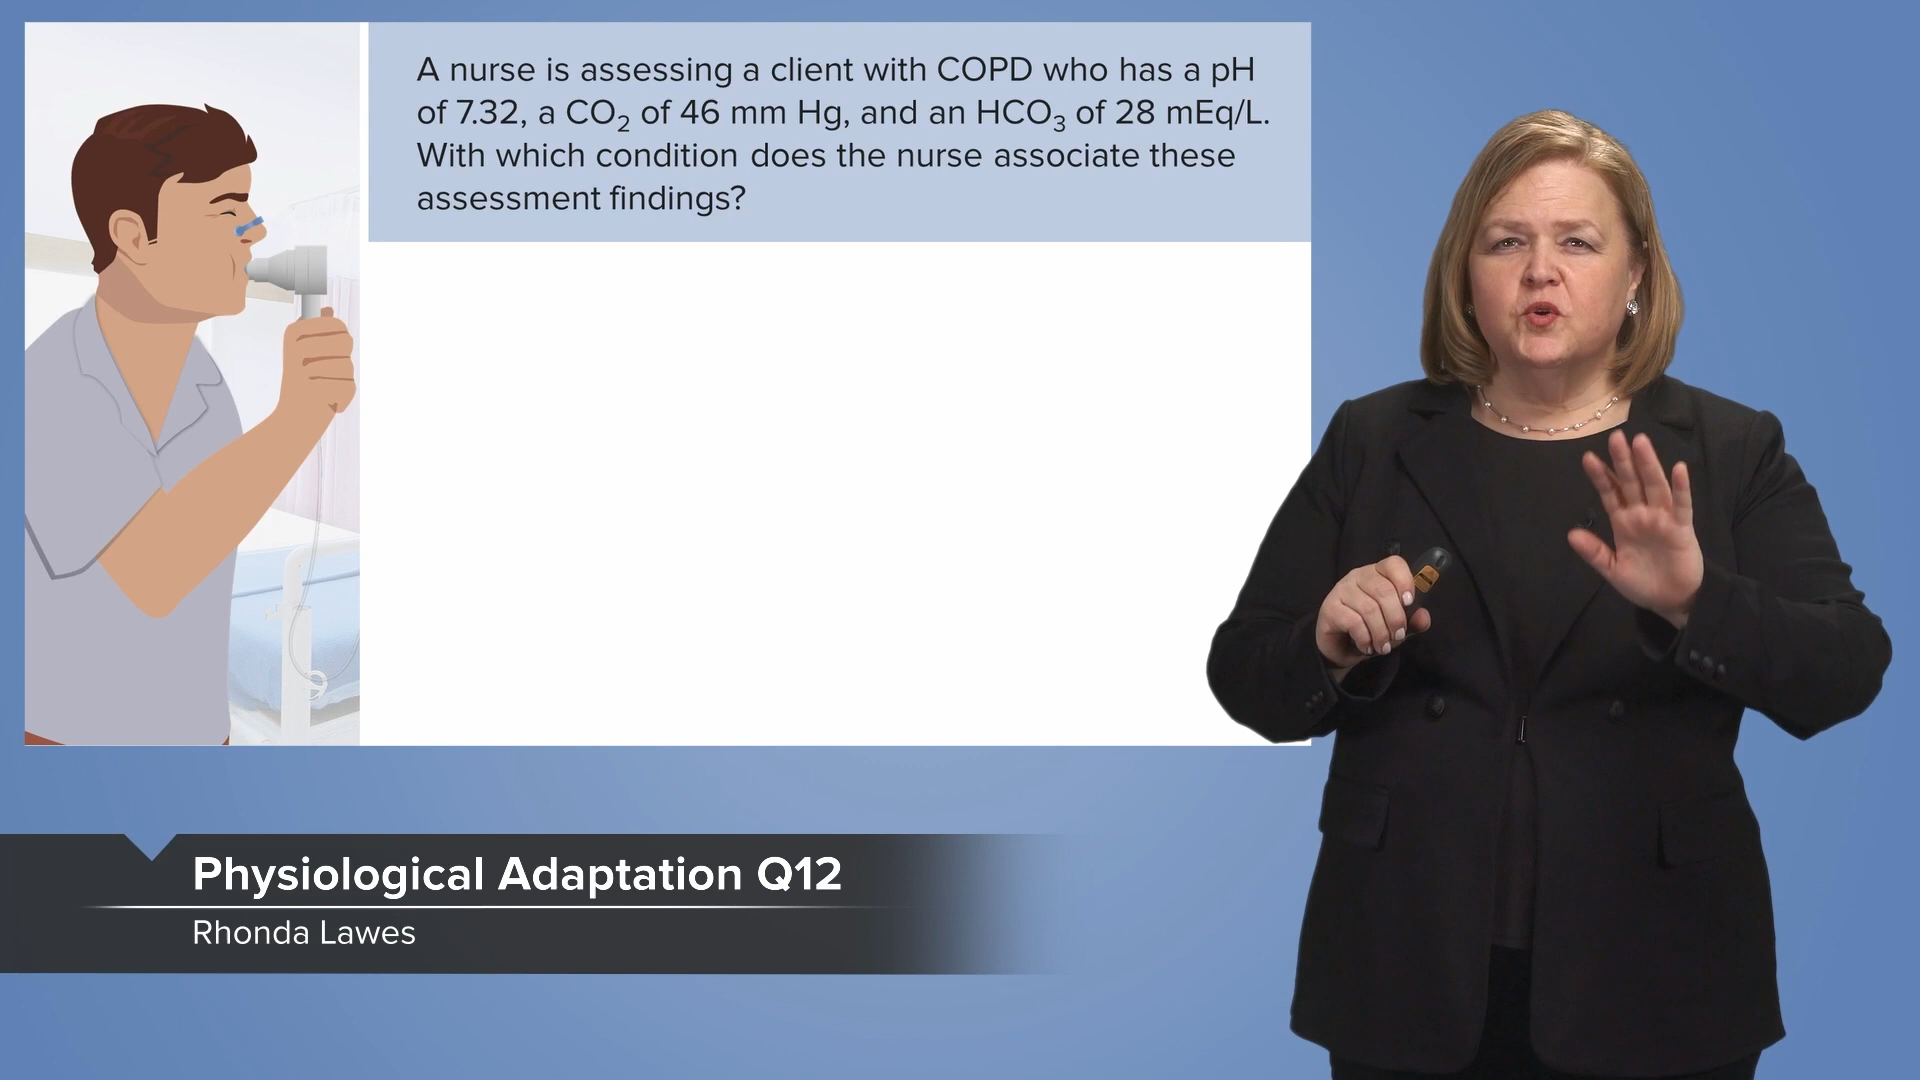 A nurse is assessing a client with COPD who has a pH
of 7.32, a CO₂ of 46 mm Hg, and an HCO₃ of 28 mEq/L.
With which condition does the nurse associate these
assessment findings?
Physiological Adaptation Q12
Rhonda Lawes